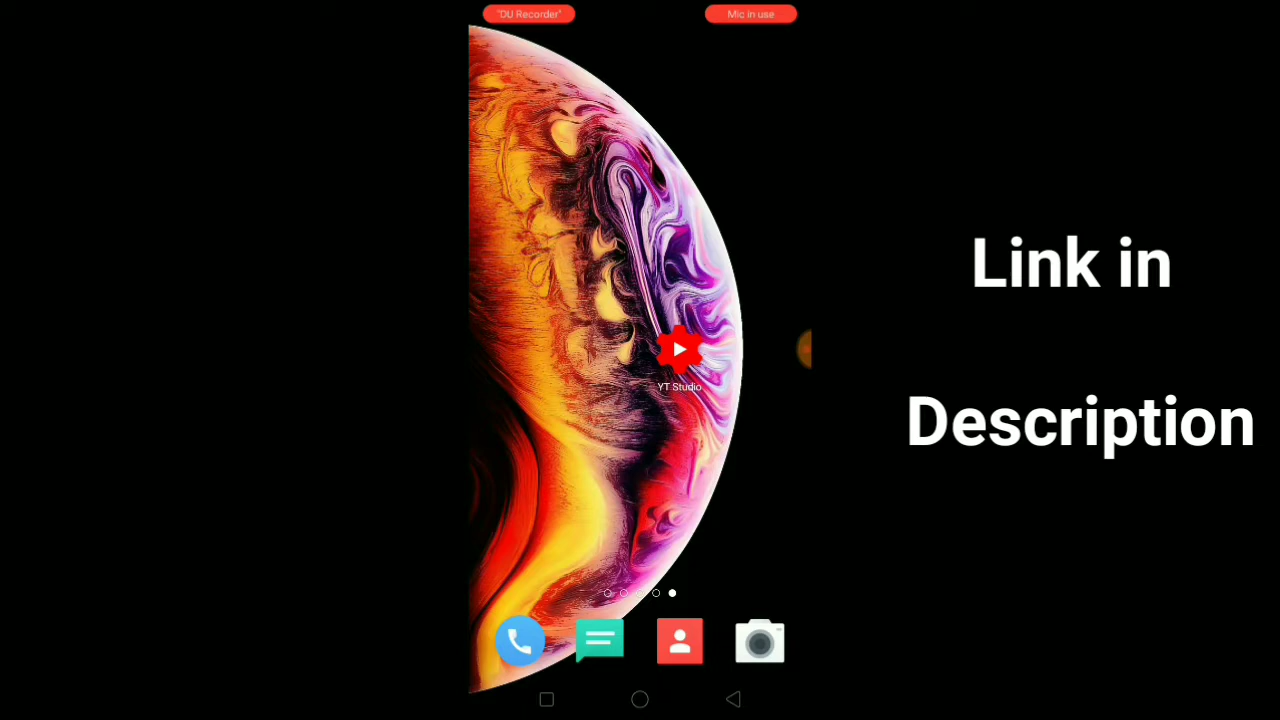 "DU Recorder"
Mic in use
Link in
Description
YT Studio